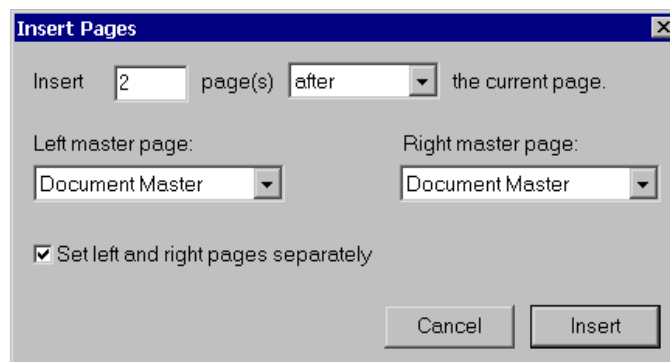 Insert Pages
Insert 2 page(s) after the current page.
Left master page: Right master page:
Document Master Document Master
Set left and right pages separately
Cancel Insert